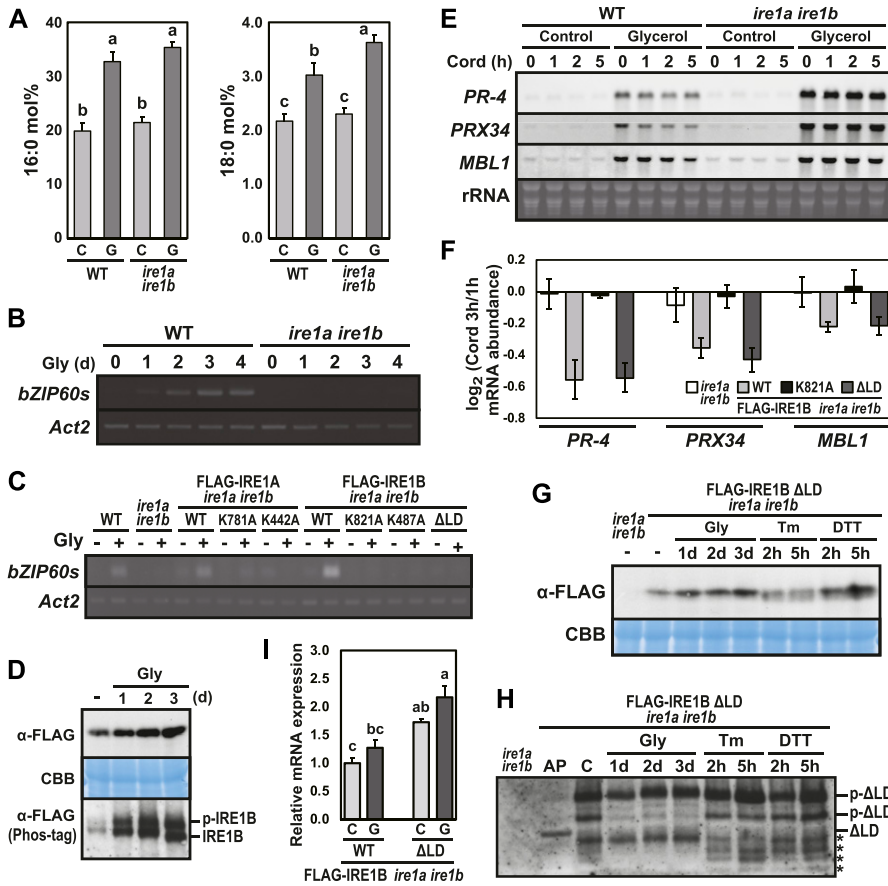 A
16:0 mol%
40
30
20
10
0
b
a
b
a
C G C G
WT ire1a ire1b
18:0 mol%
4.0
3.0
2.0
1.0
0.0
c
b
c
a
C G C G
WT ire1a ire1b
B
WT ire1a ire1b
Gly (d) 0 1 2 3 4 0 1 2 3 4
bZIP60s
Act2
C
FLAG-IRE1A ire1a ire1b
FLAG-IRE1B ire1a ire1b
WT ire1a ire1b WT K781A K442A WT K821A K487A ΔLD
Gly - + - + - + - + - + - + - + - + - +
bZIP60s
Act2
D
Gly
- 1 2 3 (d)
α-FLAG
CBB
α-FLAG (Phos-tag)
p-IRE1B
IRE1B
E
WT ire1a ire1b
Control Glycerol Control Glycerol
Cord (h) 0 1 2 5 0 1 2 5 0 1 2 5 0 1 2 5
PR-4
PRX34
MBL1
rRNA
F
log2 (Cord 3h/1h mRNA abundance)
0.2
0.0
-0.2
-0.4
-0.6
-0.8
ire1a ire1b WT K821A ΔLD
FLAG-IRE1B ire1a ire1b
PR-4 PRX34 MBL1
G
FLAG-IRE1B ΔLD
ire1a ire1b
ire1a ire1b
Gly Tm DTT
- - 1d 2d 3d 2h 5h 2h 5h
α-FLAG
CBB
H
FLAG-IRE1B ΔLD
ire1a ire1b
ire1a ire1b
Gly Tm DTT
AP C 1d 2d 3d 2h 5h 2h 5h
p-ΔLD
p-ΔLD
ΔLD
*
*
*
*
I
Relative mRNA expression
3.0
2.5
2.0
1.5
1.0
0.5
0.0
c
bc
ab
a
C G C G
WT ΔLD
FLAG-IRE1B ire1a ire1b